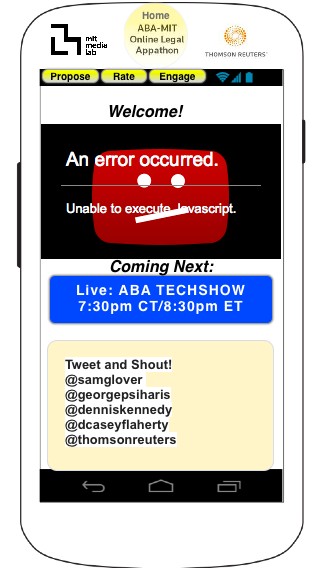 mit
media
lab
Home
ABA-MIT
Online Legal
Appathon
THOMSON REUTERS
Propose
Rate
Engage
Welcome!
An error occurred.
Unable to execute Javascript.
Coming Next:
Live: ABA TECHSHOW
7:30pm CT/8:30pm ET
Tweet and Shout!
@samglover
@georgepsiharis
@denniskennedy
@dcaseyflaherty
@thomsonreuters